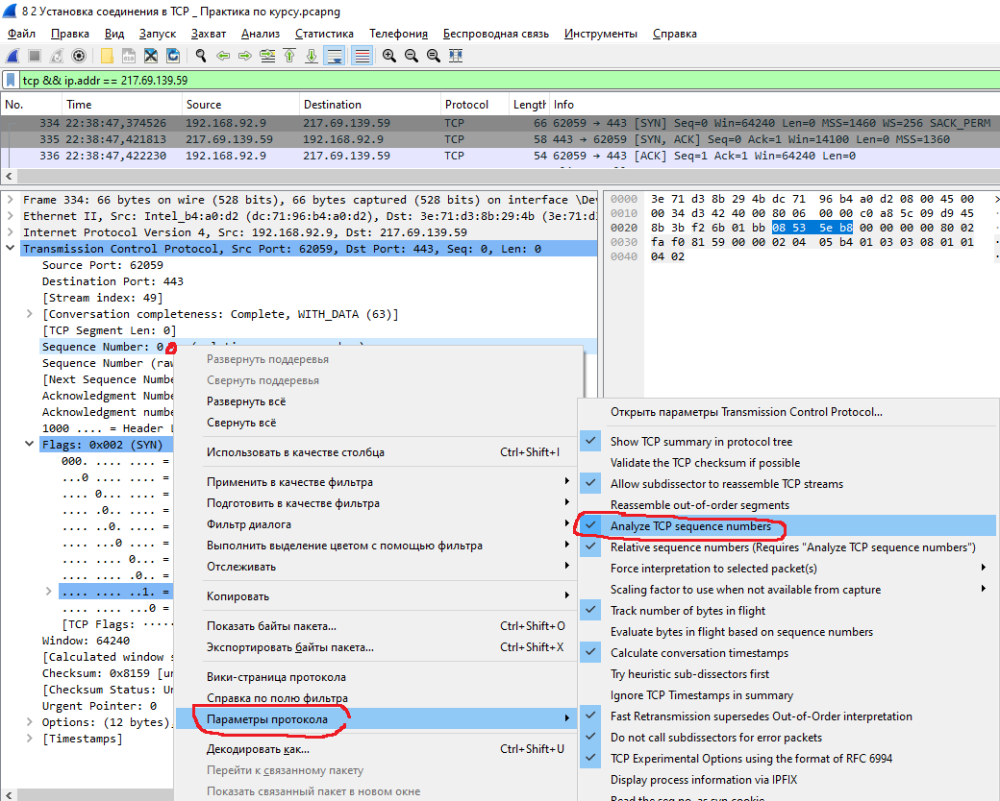 8 2 Установка соединения в TCP _ Практика по курсу.pcapng
Файл Правка Вид Запуск Захват Анализ Статистика Телефония Беспроводная связь Инструменты Справка
tcp && ip.addr == 217.69.139.59
No. Time Source Destination Protocol Length Info
334 22:38:47,374526 192.168.92.9 217.69.139.59 TCP 66 62059 → 443 [SYN] Seq=0 Win=64240 Len=0 MSS=1460 WS=256 SACK_PERM
335 22:38:47,421813 217.69.139.59 192.168.92.9 TCP 58 443 → 62059 [SYN, ACK] Seq=0 Ack=1 Win=14100 Len=0 MSS=1360
336 22:38:47,422230 192.168.92.9 217.69.139.59 TCP 54 62059 → 443 [ACK] Seq=1 Ack=1 Win=64240 Len=0
Frame 334: 66 bytes on wire (528 bits), 66 bytes captured (528 bits) on interface \De
Ethernet II, Src: Intel_b4:a0:d2 (dc:71:96:b4:a0:d2), Dst: 3e:71:d3:8b:29:4b (3e:71:d
Internet Protocol Version 4, Src: 192.168.92.9, Dst: 217.69.139.59
Transmission Control Protocol, Src Port: 62059, Dst Port: 443, Seq: 0, Len: 0
Source Port: 62059
Destination Port: 443
[Stream index: 49]
[Conversation completeness: Complete, WITH_DATA (63)]
[TCP Segment Len: 0]
Sequence Number: 0
Sequence Number (raw
[Next Sequence Numbe
Acknowledgment Numbe
Acknowledgment numbe
1000 .... = Header L
Flags: 0x002 (SYN)
000. .... .... =
...0 .... .... =
.... 0... .... =
.... .0.. .... =
.... ..0. .... =
.... ...0 .... =
.... .... 0... =
.... .... .0.. =
.... .... ..1. =
.... .... ...0 =
[TCP Flags: ·····
Window: 64240
[Calculated window s
Checksum: 0x8159 [un
[Checksum Status: Un
Urgent Pointer: 0
Options: (12 bytes),
[Timestamps]
0000 3e 71 d3 8b 29 4b dc 71 96 b4 a0 d2 08 00 45 00
0010 00 34 d3 42 40 00 80 06 00 00 c0 a8 5c 09 d9 45
0020 8b 3b f2 6b 01 bb 08 53 5e b8 00 00 00 00 80 02
0030 fa f0 81 59 00 00 02 04 05 b4 01 03 03 08 01 01
0040 04 02
Развернуть поддеревья
Свернуть поддеревья
Развернуть всё
Свернуть всё
Использовать в качестве столбца Ctrl+Shift+I
Применить в качестве фильтра
Подготовить в качестве фильтра
Фильтр диалога
Выполнить выделение цветом с помощью фильтра
Отслеживать
Копировать
Показать байты пакета... Ctrl+Shift+O
Экспортировать байты пакета... Ctrl+Shift+X
Вики-страница протокола
Справка по полю фильтра
Параметры протокола
Декодировать как... Ctrl+Shift+U
Перейти к связанному пакету
Показать связанный пакет в новом окне
Открыть параметры Transmission Control Protocol...
Show TCP summary in protocol tree
Validate the TCP checksum if possible
Allow subdissector to reassemble TCP streams
Reassemble out-of-order segments
Analyze TCP sequence numbers
Relative sequence numbers (Requires "Analyze TCP sequence numbers")
Force interpretation to selected packet(s)
Scaling factor to use when not available from capture
Track number of bytes in flight
Evaluate bytes in flight based on sequence numbers
Calculate conversation timestamps
Try heuristic sub-dissectors first
Ignore TCP Timestamps in summary
Fast Retransmission supersedes Out-of-Order interpretation
Do not call subdissectors for error packets
TCP Experimental Options using the format of RFC 6994
Display process information via IPFIX
Read the seq no. as syn cookie